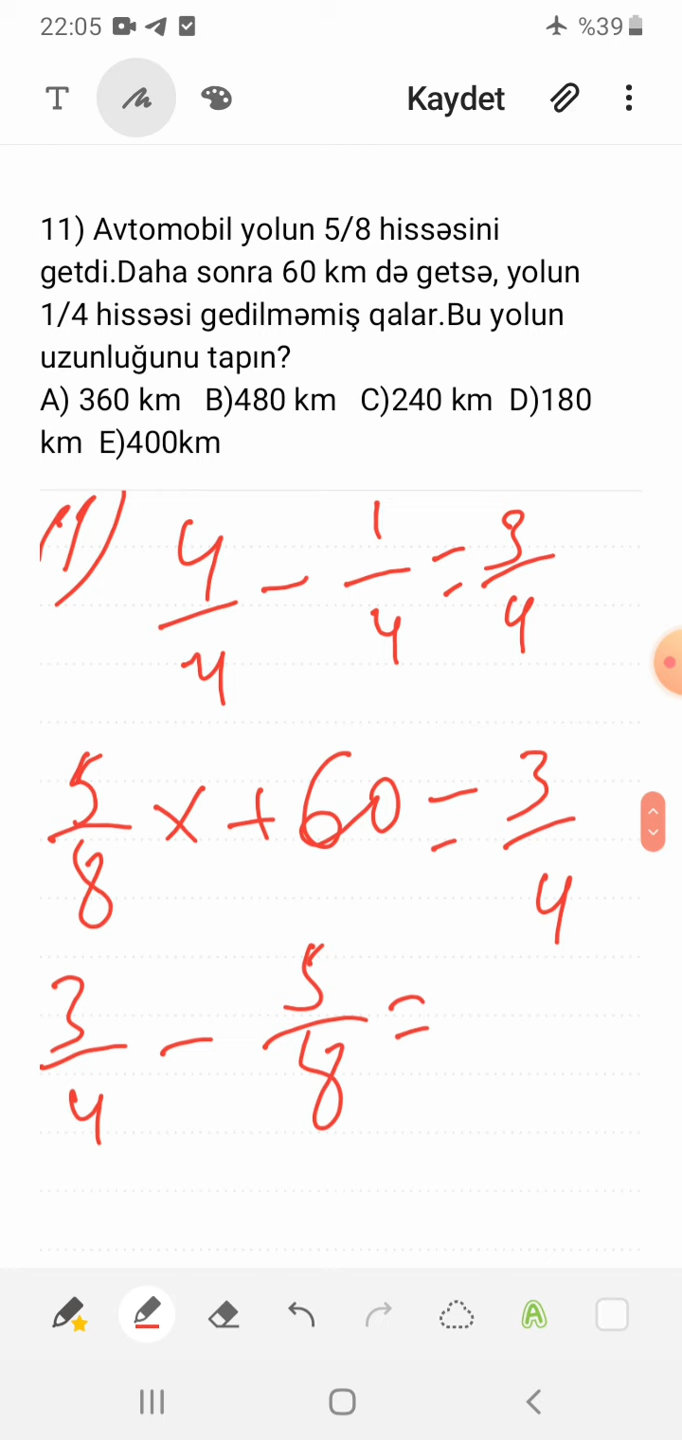 22:05 %39
T Kaydet
11) Avtomobil yolun 5/8 hissəsini
getdi.Daha sonra 60 km də getsə, yolun
1/4 hissəsi gedilməmiş qalar.Bu yolun
uzunluğunu tapın?
A) 360 km B)480 km C)240 km D)180
km E)400km
11) 4/4 - 1/4 = 3/4
5/8 x + 60 = 3/4
3/4 - 5/8 =
A